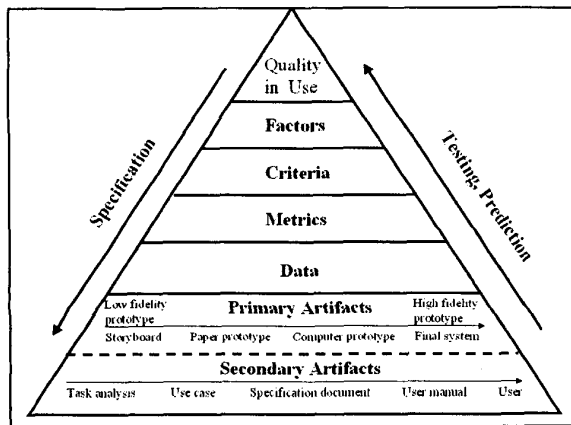 Quality
in Use
Factors
Criteria
Metrics
Data
Specification
Testing, Prediction
Low fidelity
prototype
Primary Artifacts
High fidelity
prototype
Storyboard Paper prototype Computer prototype Final system
Secondary Artifacts
Task analysis Use case Specification document User manual User